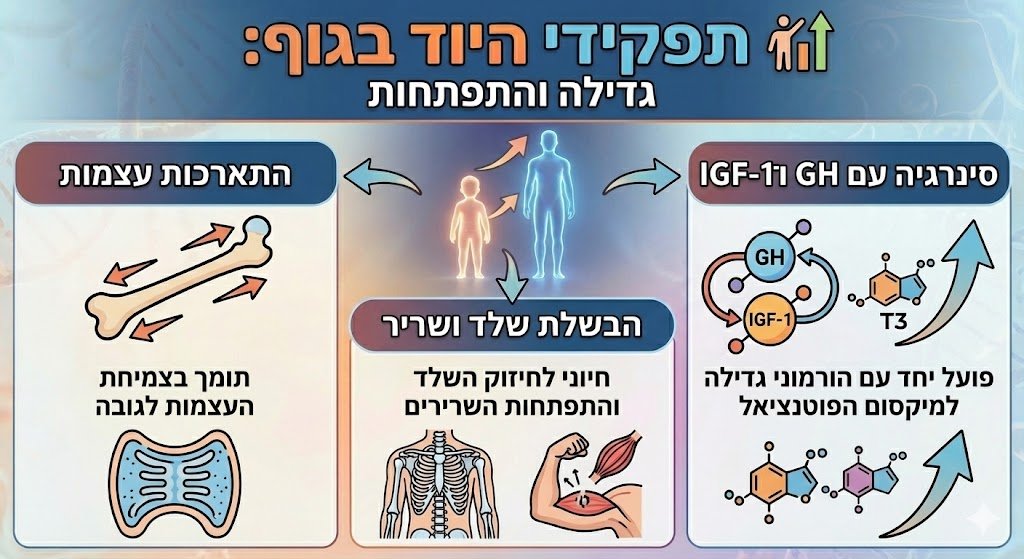 תפקידי היוד בגוף:
גדילה והתפתחות
סינרגיה עם GH ו־IGF-1
GH
IGF-1
T3
פועל יחד עם הורמוני גדילה
למיקסום הפוטנציאל
הבשלת שלד ושריר
חיוני לחיזוק השלד
והתפתחות השרירים
התארכות עצמות
תומך בצמיחת
העצמות לגובה